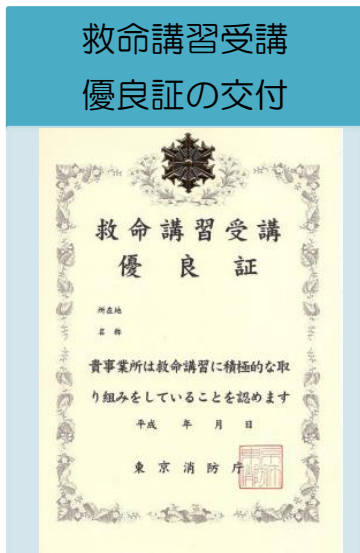 救命講習受講
優良証の交付
救命講習受講
優良証
所在地
名称
貴事業所は救命講習に積極的な取
り組みをしていることを認めます
平成 年 月 日
東京消防庁